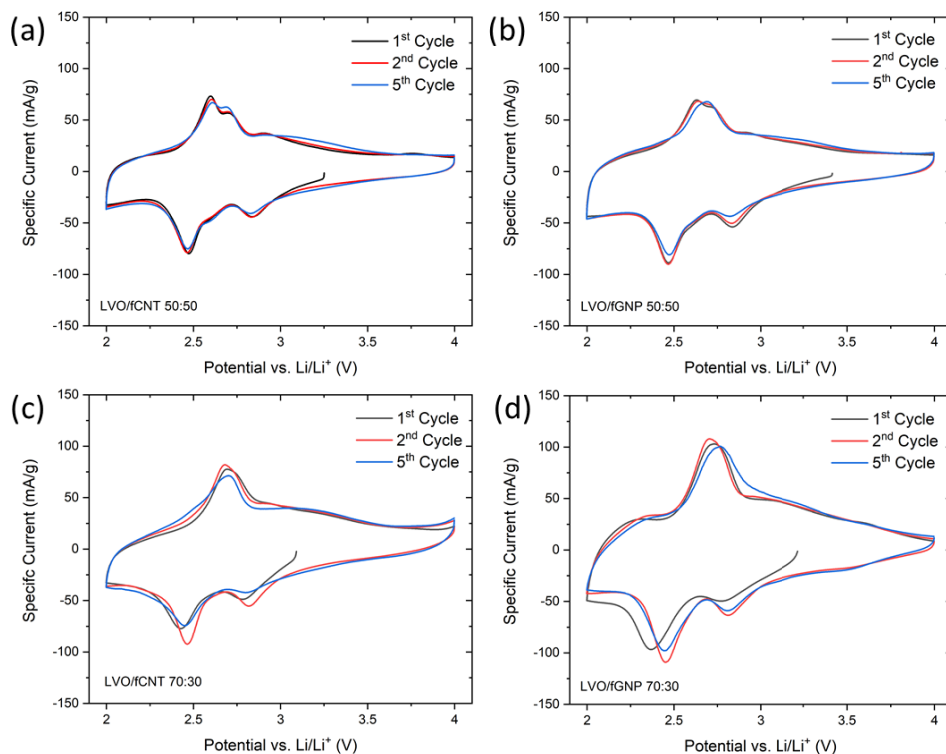 (a)
1st Cycle
2nd Cycle
5th Cycle
150
100
50
0
-50
-100
-150
Specific Current (mA/g)
LVO/fCNT 50:50
2 2.5 3 3.5 4
Potential vs. Li/Li⁺ (V)
(b)
1st Cycle
2nd Cycle
5th Cycle
150
100
50
0
-50
-100
-150
Specific Current (mA/g)
LVO/fGNP 50:50
2 2.5 3 3.5 4
Potential vs. Li/Li⁺ (V)
(c)
1st Cycle
2nd Cycle
5th Cycle
150
100
50
0
-50
-100
-150
Specific Current (mA/g)
LVO/fCNT 70:30
2 2.5 3 3.5 4
Potential vs. Li/Li⁺ (V)
(d)
1st Cycle
2nd Cycle
5th Cycle
150
100
50
0
-50
-100
-150
Specific Current (mA/g)
LVO/fGNP 70:30
2 2.5 3 3.5 4
Potential vs. Li/Li⁺ (V)